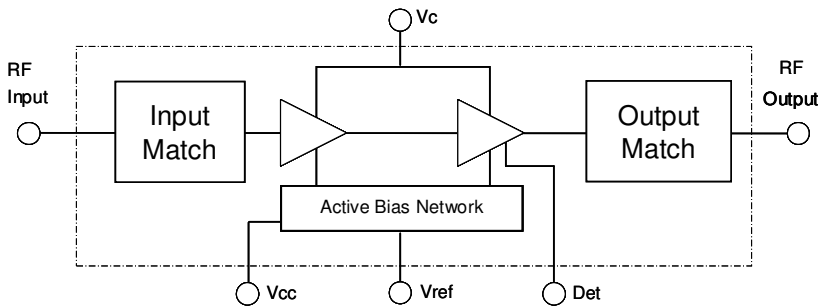 Vc
RF
Input
Input
Match
Output
Match
RF
Output
Active Bias Network
Vcc
Vref
Det